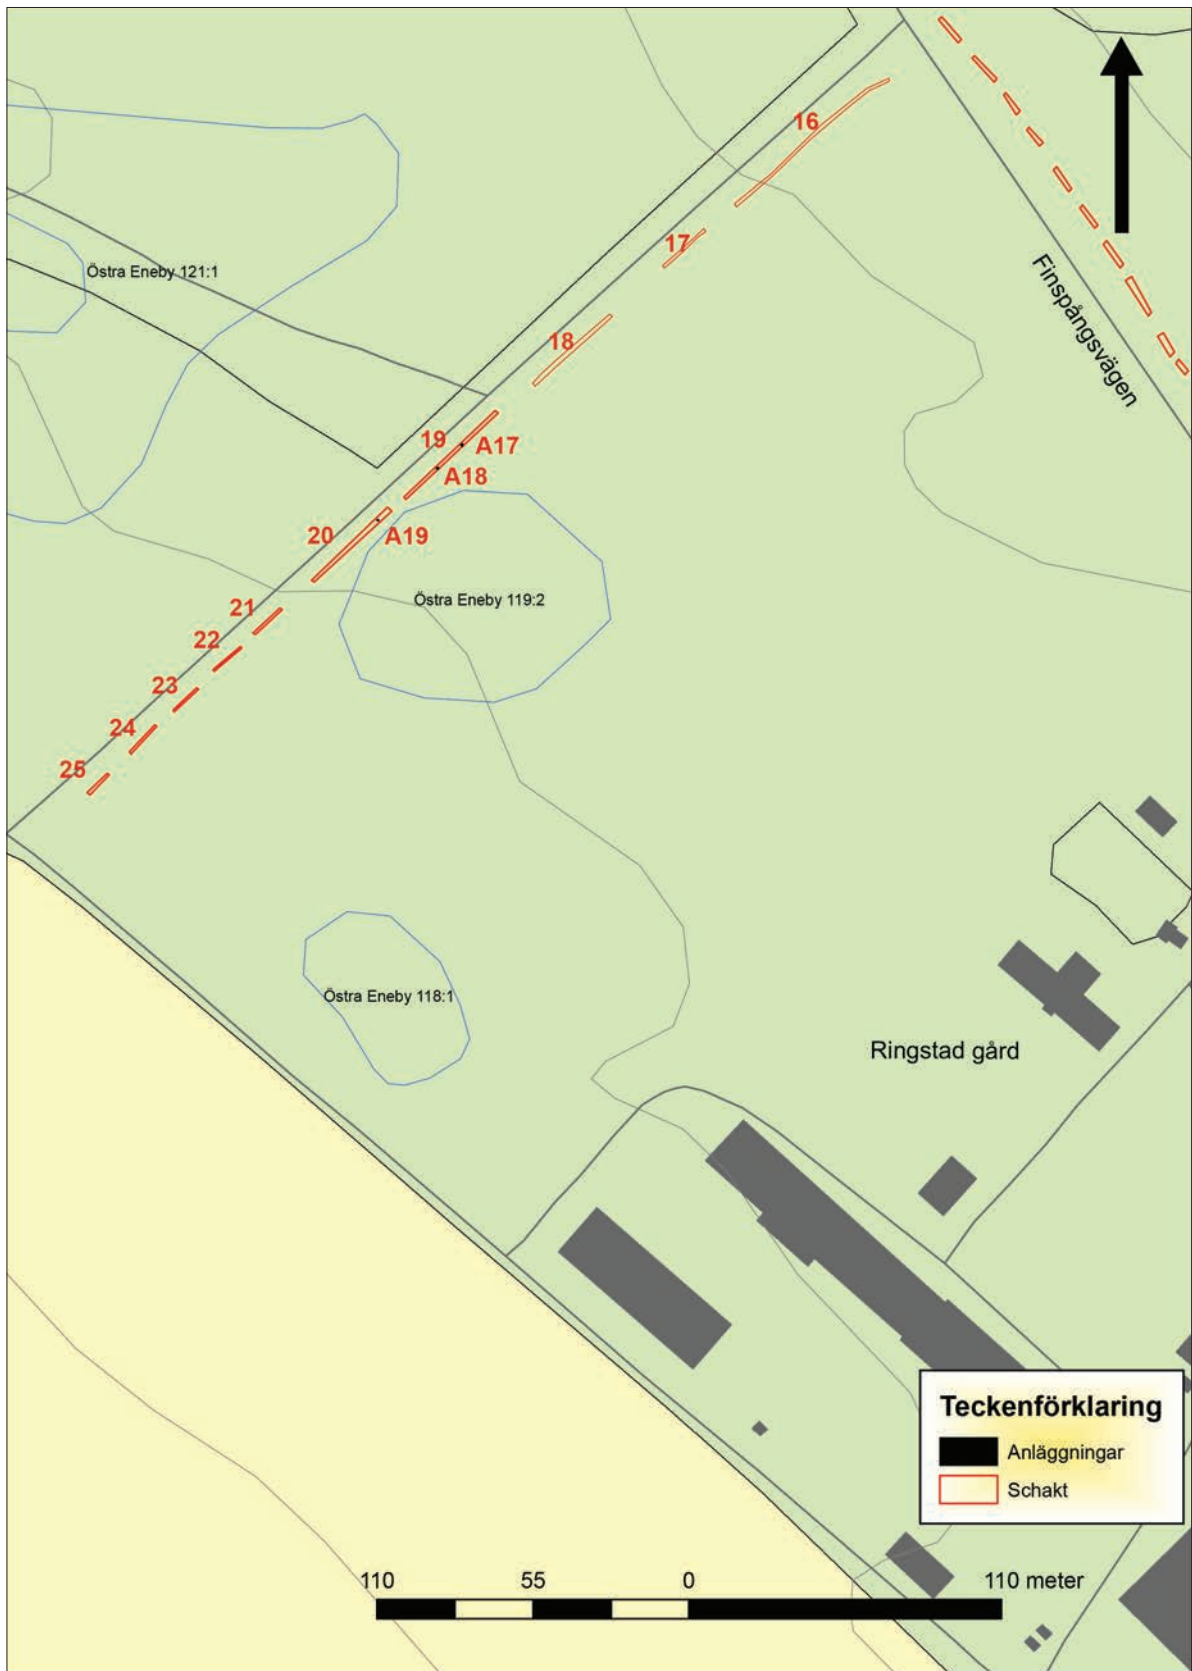 16
17
Östra Eneby 121:1
Finspångsvägen
18
19
A17
A18
20
A19
Östra Eneby 119:2
21
22
23
24
25
Östra Eneby 118:1
Ringstad gård
Teckenförklaring
Anläggningar
Schakt
110 55 0 110 meter